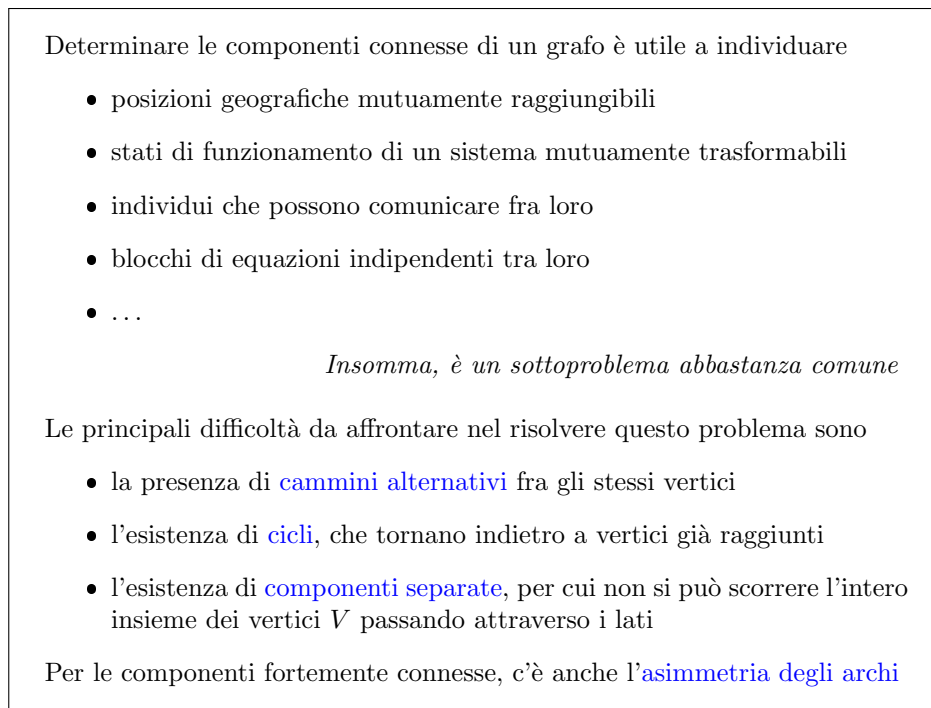 Determinare le componenti connesse di un grafo è utile a individuare
• posizioni geografiche mutuamente raggiungibili
• stati di funzionamento di un sistema mutuamente trasformabili
• individui che possono comunicare fra loro
• blocchi di equazioni indipendenti tra loro
• ...
Insomma, è un sottoproblema abbastanza comune
Le principali difficoltà da affrontare nel risolvere questo problema sono
• la presenza di cammini alternativi fra gli stessi vertici
• l'esistenza di cicli, che tornano indietro a vertici già raggiunti
• l'esistenza di componenti separate, per cui non si può scorrere l'intero
insieme dei vertici V passando attraverso i lati
Per le componenti fortemente connesse, c'è anche l'asimmetria degli archi